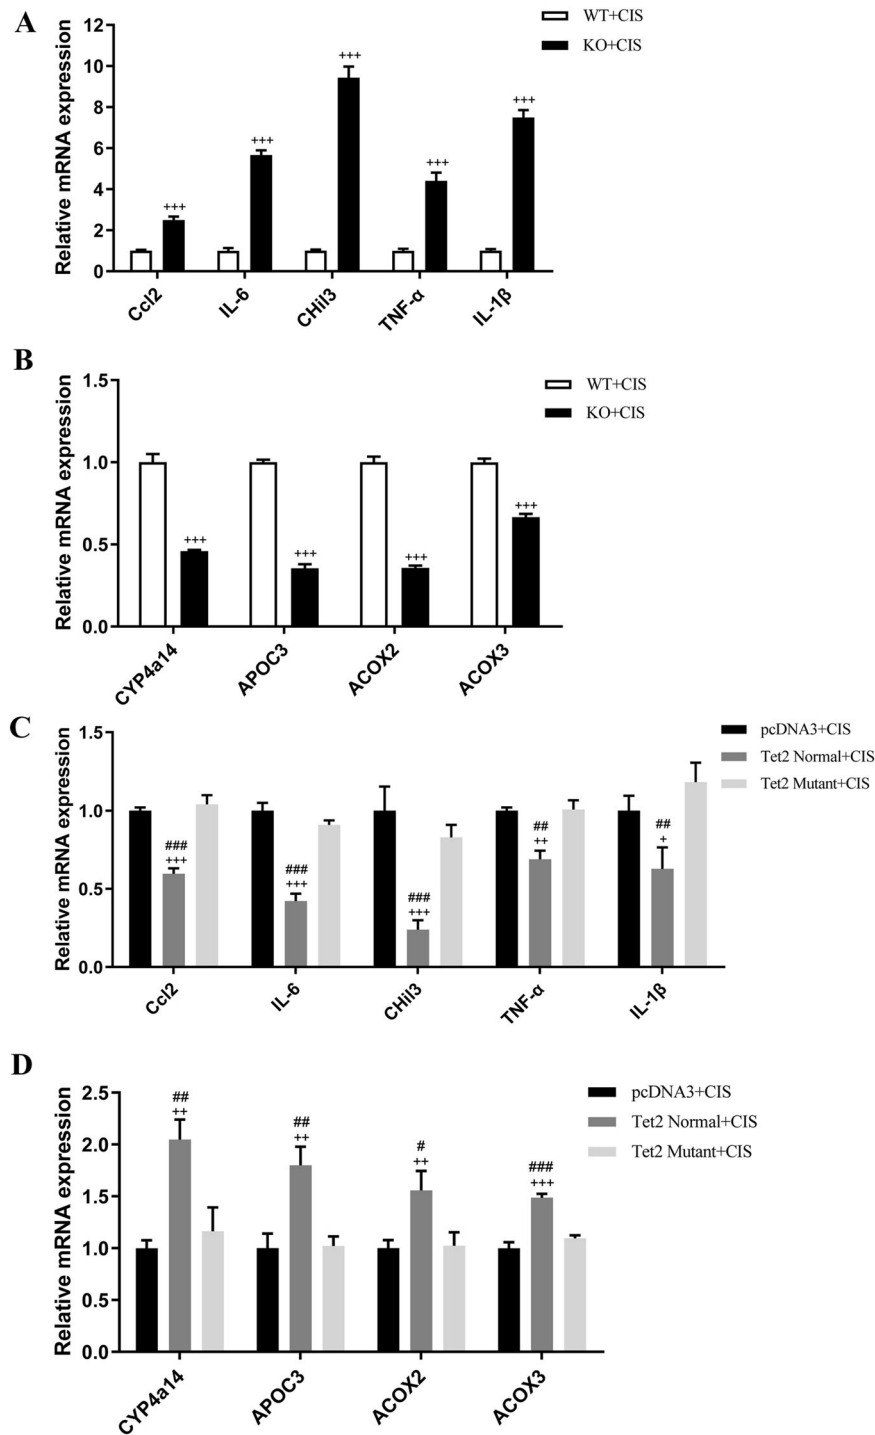 A
WT+CIS
KO+CIS
Relative mRNA expression
12
10
8
6
4
2
0
+++
+++
+++
+++
+++
Ccl2
IL-6
CHil3
TNF-α
IL-1β
B
WT+CIS
KO+CIS
Relative mRNA expression
1.5
1.0
0.5
0.0
+++
+++
+++
+++
CYP4a14
APOC3
ACOX2
ACOX3
C
pcDNA3+CIS
Tet2 Normal+CIS
Tet2 Mutant+CIS
Relative mRNA expression
1.5
1.0
0.5
0.0
###
+++
###
+++
###
+++
##
++
##
+
Ccl2
IL-6
CHil3
TNF-α
IL-1β
D
pcDNA3+CIS
Tet2 Normal+CIS
Tet2 Mutant+CIS
Relative mRNA expression
2.5
2.0
1.5
1.0
0.5
0.0
##
++
##
++
#
++
###
+++
CYP4a14
APOC3
ACOX2
ACOX3